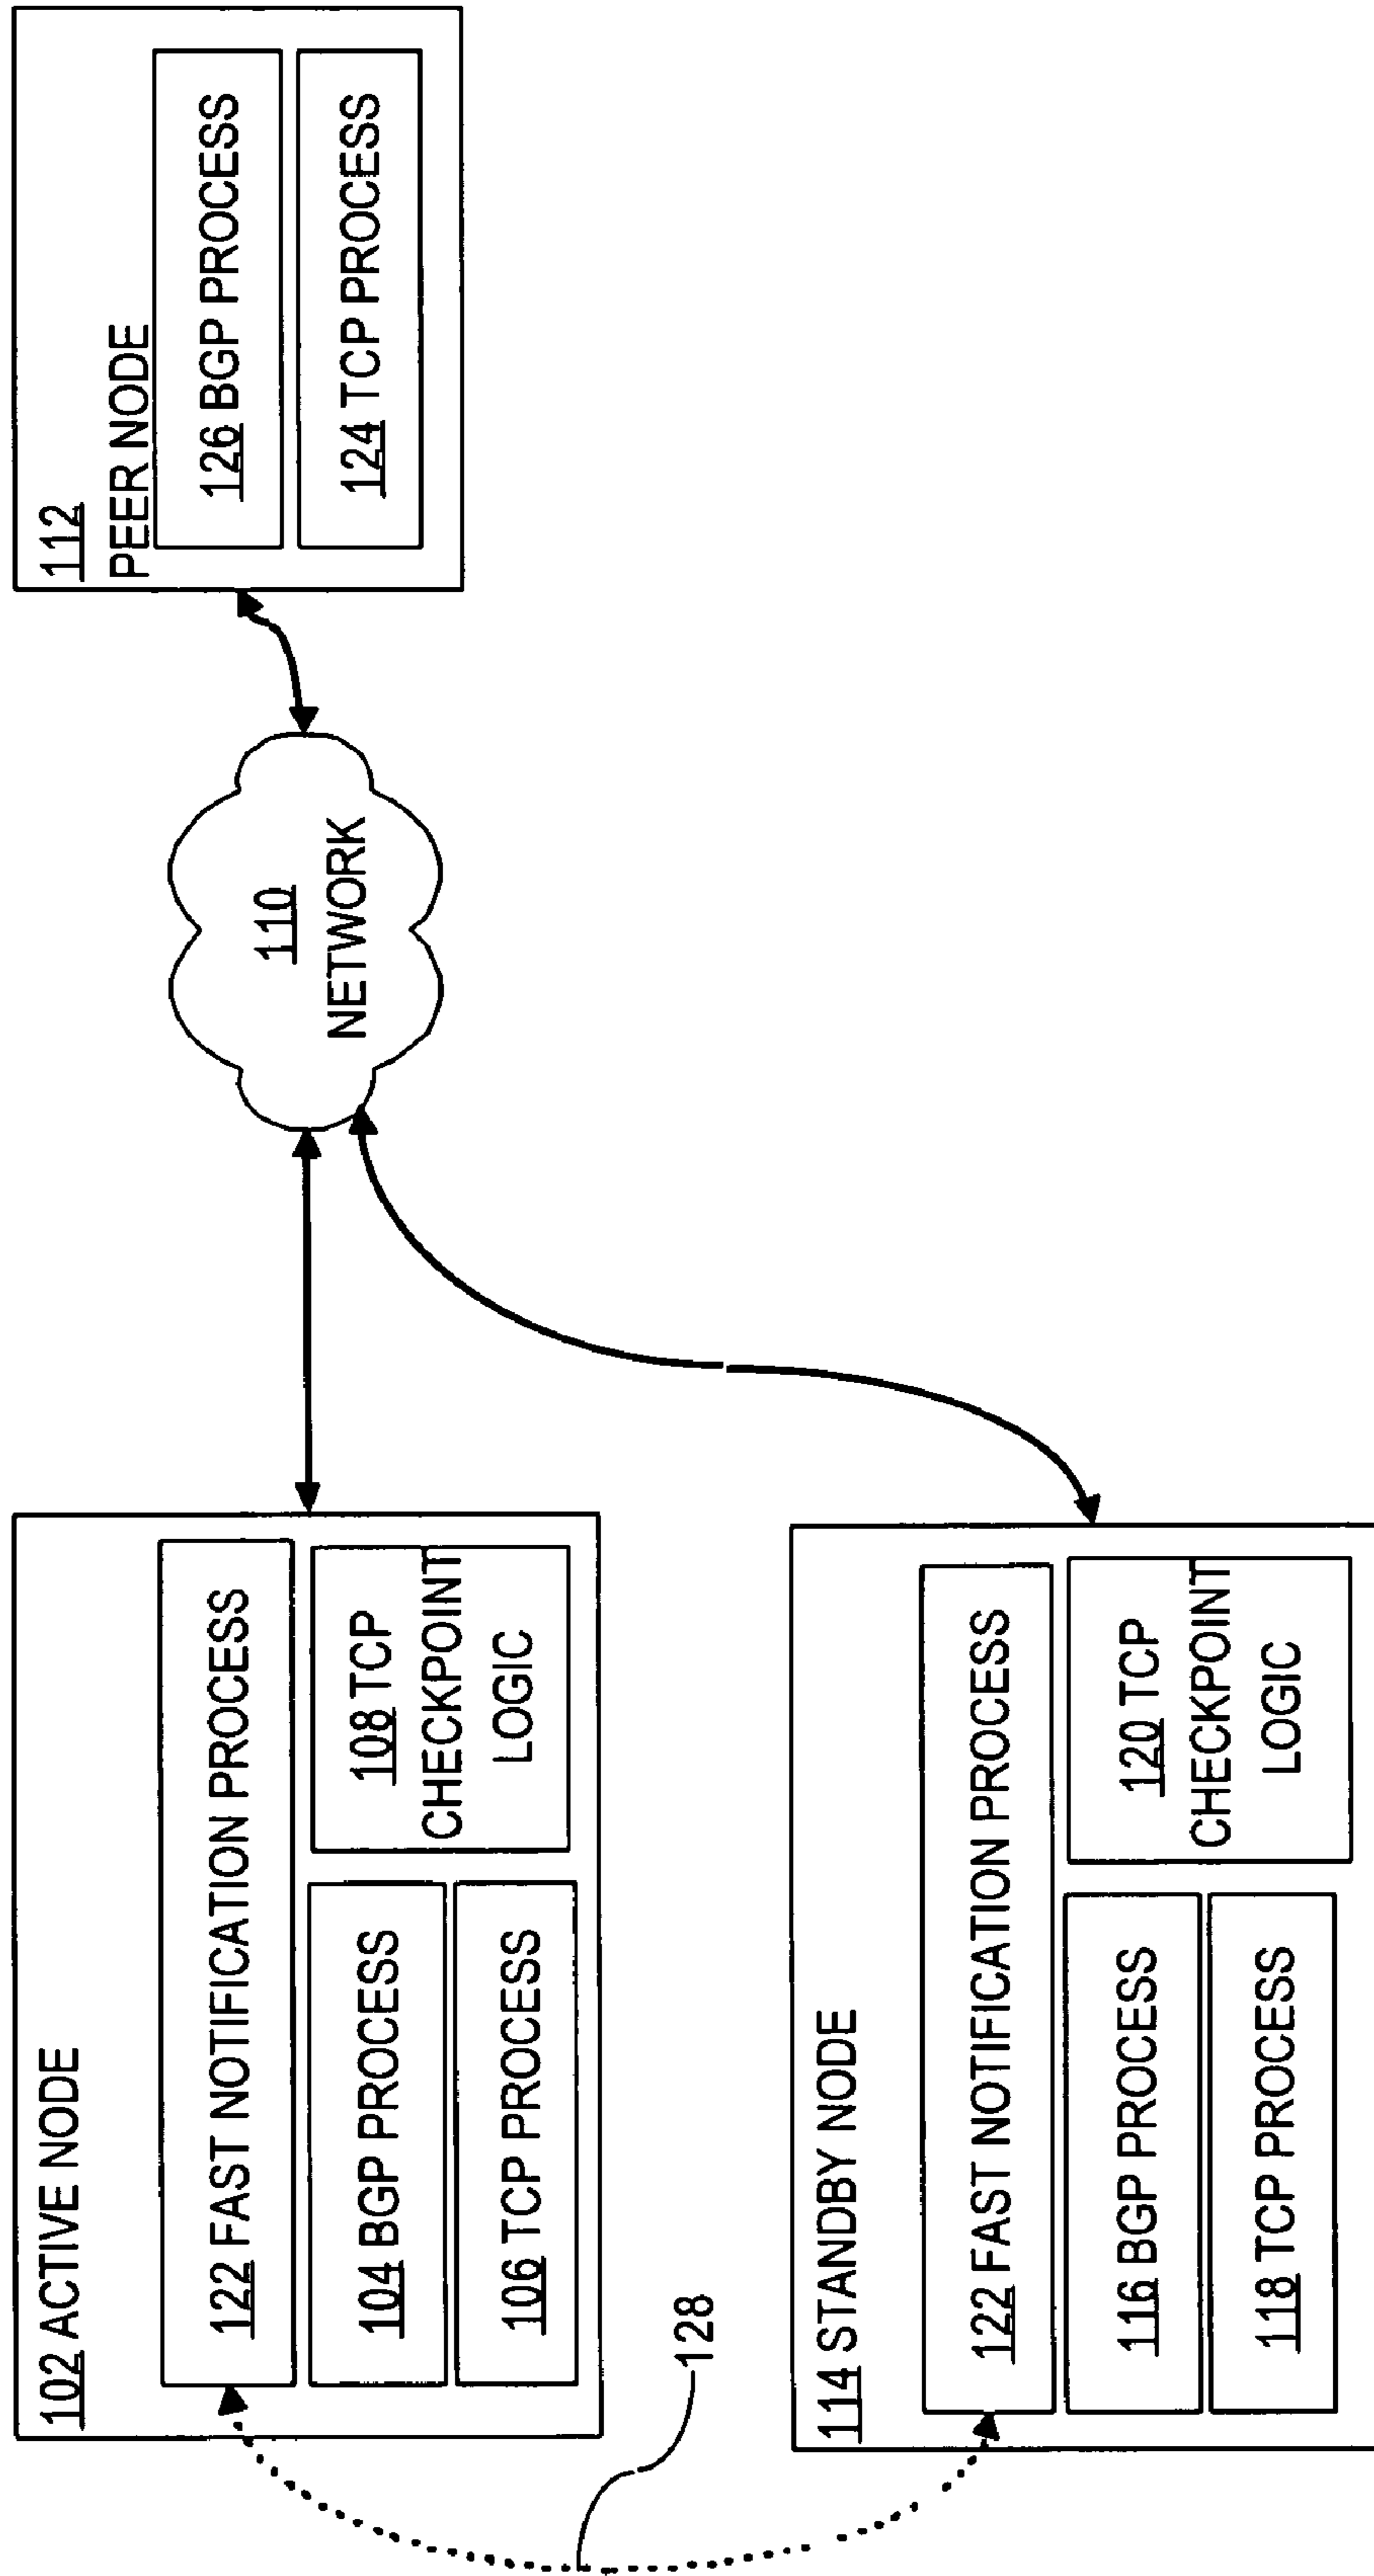 102 ACTIVE NODE
122 FAST NOTIFICATION PROCESS
104 BGP PROCESS
106 TCP PROCESS
108 TCP
CHECKPOINT
LOGIC
110
NETWORK
112
PEER NODE
126 BGP PROCESS
124 TCP PROCESS
128
114 STANDBY NODE
122 FAST NOTIFICATION PROCESS
116 BGP PROCESS
118 TCP PROCESS
120 TCP
CHECKPOINT
LOGIC